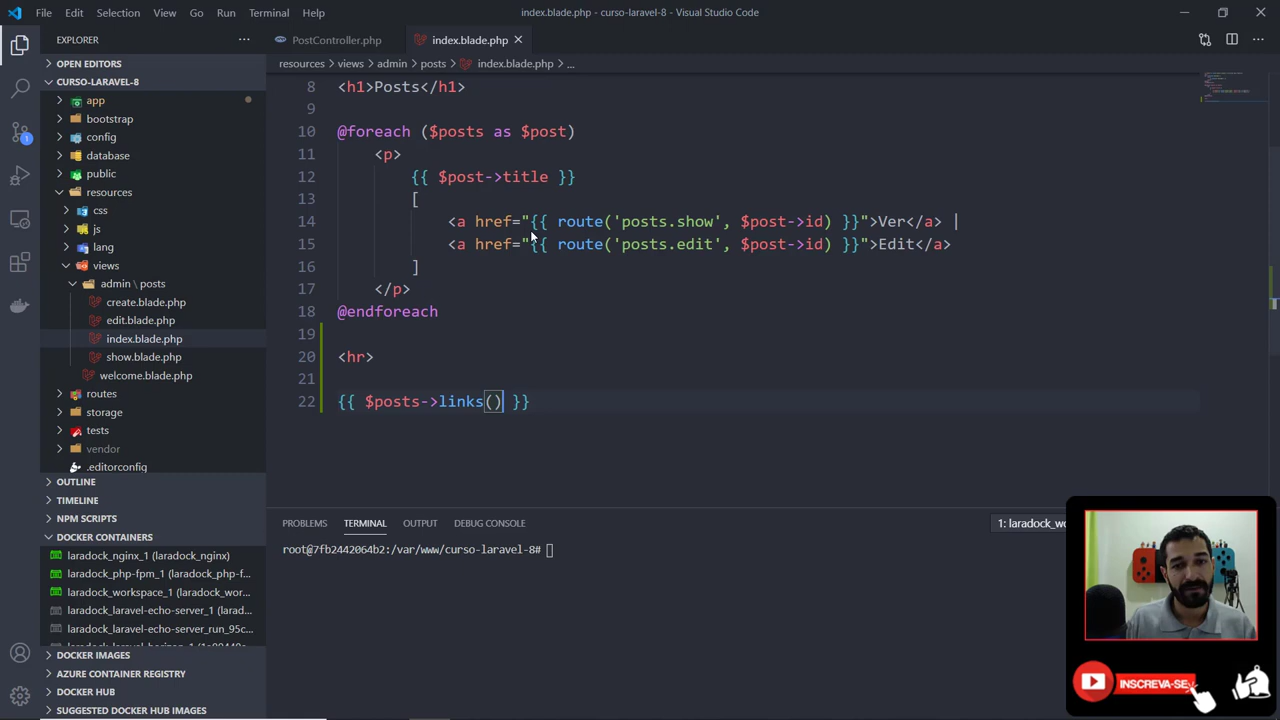 File Edit Selection View Go Run Terminal Help
index.blade.php - curso-laravel-8 - Visual Studio Code
EXPLORER
OPEN EDITORS
CURSO-LARAVEL-8
app
bootstrap
config
database
public
resources
css
js
lang
views
admin \ posts
create.blade.php
edit.blade.php
index.blade.php
show.blade.php
welcome.blade.php
routes
storage
tests
vendor
.editorconfig
OUTLINE
TIMELINE
NPM SCRIPTS
DOCKER CONTAINERS
laradock_nginx_1 (laradock_nginx)
laradock_php-fpm_1 (laradock_php-f...
laradock_workspace_1 (laradock_wor...
laradock_laravel-echo-server_1 (larad...
laradock_laravel-echo-server_run_95c...
DOCKER IMAGES
AZURE CONTAINER REGISTRY
DOCKER HUB
SUGGESTED DOCKER HUB IMAGES
1
PostController.php index.blade.php
resources > views > admin > posts > index.blade.php > ...
8 <h1>Posts</h1>
9
10 @foreach ($posts as $post)
11 <p>
12 {{ $post->title }}
13 [
14 <a href="{{ route('posts.show', $post->id) }}">Ver</a> |
15 <a href="{{ route('posts.edit', $post->id) }}">Edit</a>
16 ]
17 </p>
18 @endforeach
19
20 <hr>
21
22 {{ $posts->links() }}
PROBLEMS TERMINAL OUTPUT DEBUG CONSOLE
1: laradock_wo
root@7fb2442064b2:/var/www/curso-laravel-8#
INSCREVA-SE